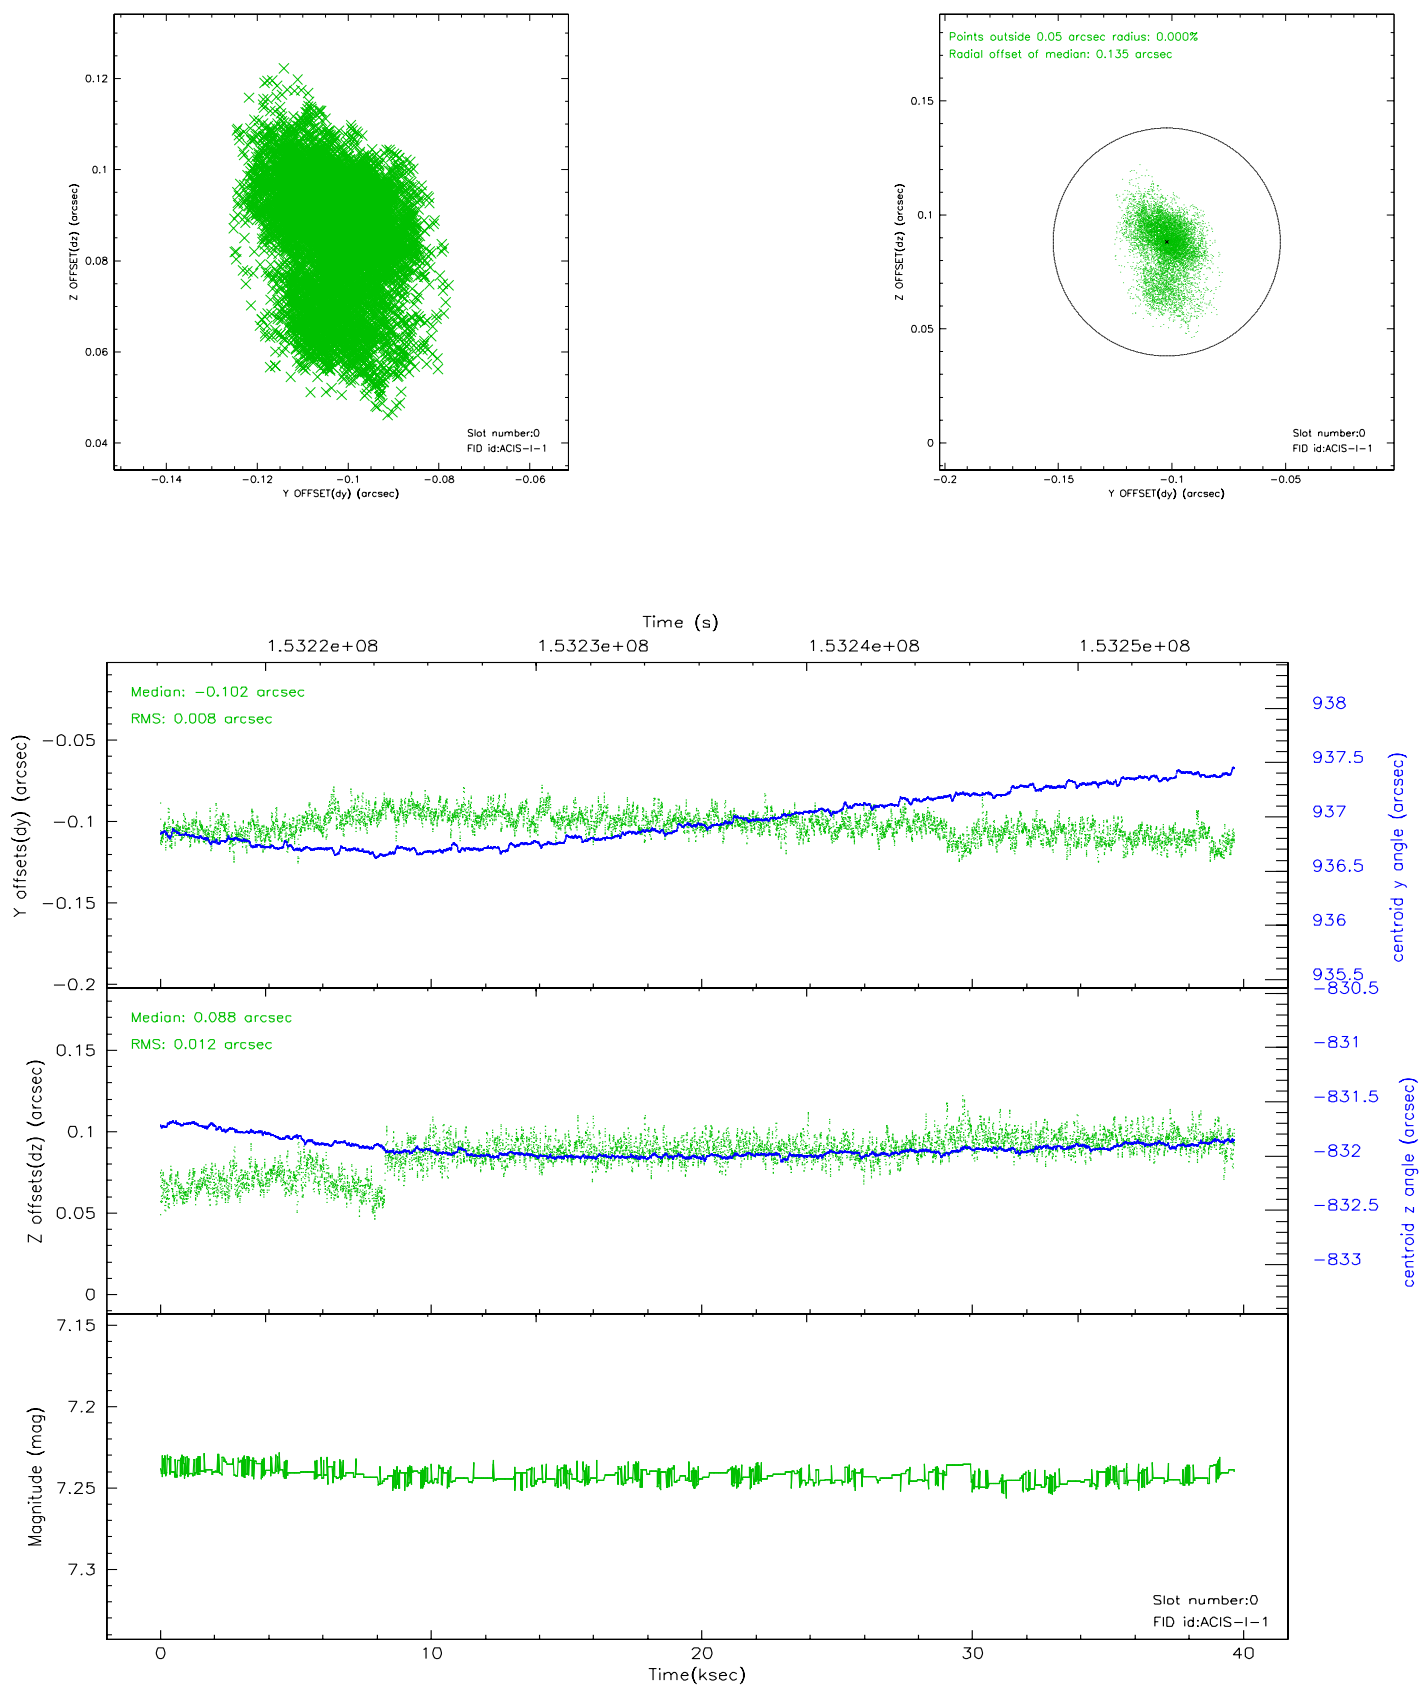 0.12
0.1
0.08
0.06
0.04
Z OFFSET(dz) (arcsec)
Slot number:0
FID id:ACIS-I-1
-0.14 -0.12 -0.1 -0.08 -0.06
Y OFFSET(dy) (arcsec)
Points outside 0.05 arcsec radius: 0.000%
Radial offset of median: 0.135 arcsec
0.15
0.1
0.05
0
Z OFFSET(dz) (arcsec)
Slot number:0
FID id:ACIS-I-1
-0.2 -0.15 -0.1 -0.05
Y OFFSET(dy) (arcsec)
Time (s)
1.5322e+08 1.5323e+08 1.5324e+08 1.5325e+08
Median: -0.102 arcsec
RMS: 0.008 arcsec
-0.05
-0.1
-0.15
-0.2
Y offsets(dy) (arcsec)
938
937.5
937
936.5
936
935.5
centroid y angle (arcsec)
Median: 0.088 arcsec
RMS: 0.012 arcsec
0.15
0.1
0.05
0
Z offsets(dz) (arcsec)
-830.5
-831
-831.5
-832
-832.5
-833
centroid z angle (arcsec)
7.15
7.2
7.25
7.3
Magnitude (mag)
Slot number:0
FID id:ACIS-I-1
0 10 20 30 40
Time(ksec)